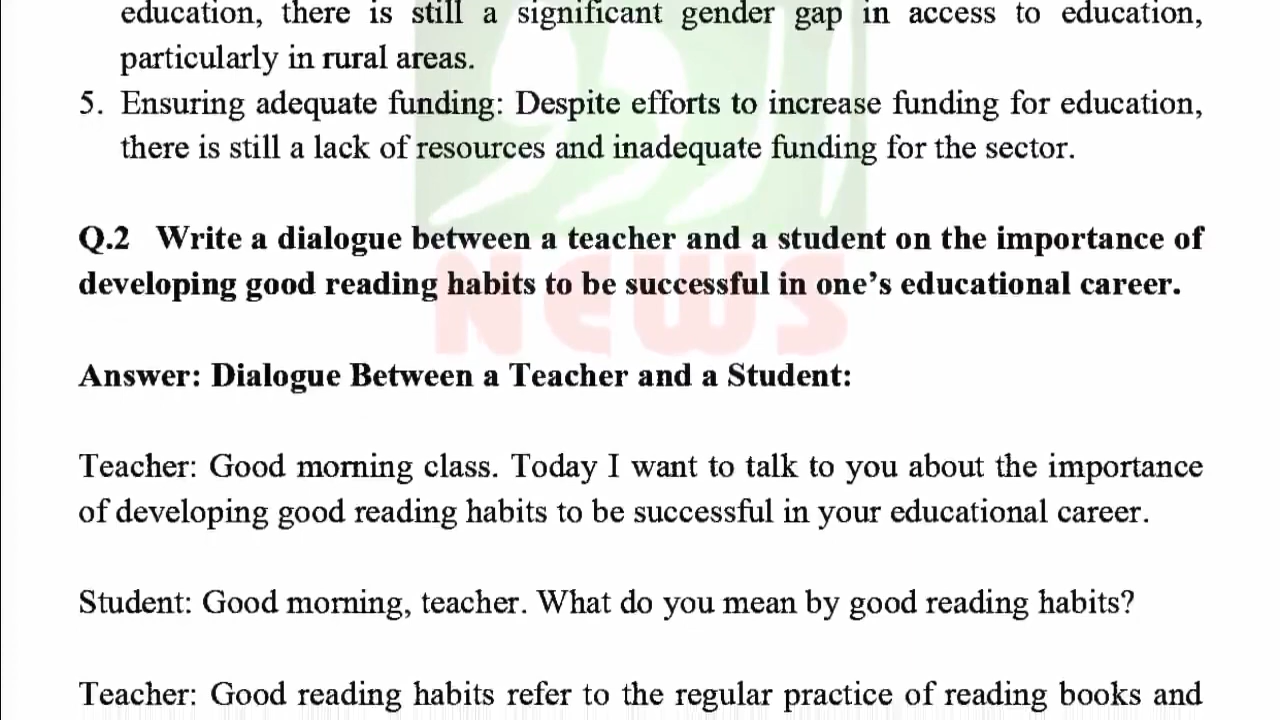 education, there is still a significant gender gap in access to education,
particularly in rural areas.
5. Ensuring adequate funding: Despite efforts to increase funding for education,
there is still a lack of resources and inadequate funding for the sector.
Q.2 Write a dialogue between a teacher and a student on the importance of
developing good reading habits to be successful in one’s educational career.
NEWS
Answer: Dialogue Between a Teacher and a Student:
Teacher: Good morning class. Today I want to talk to you about the importance
of developing good reading habits to be successful in your educational career.
Student: Good morning, teacher. What do you mean by good reading habits?
Teacher: Good reading habits refer to the regular practice of reading books and